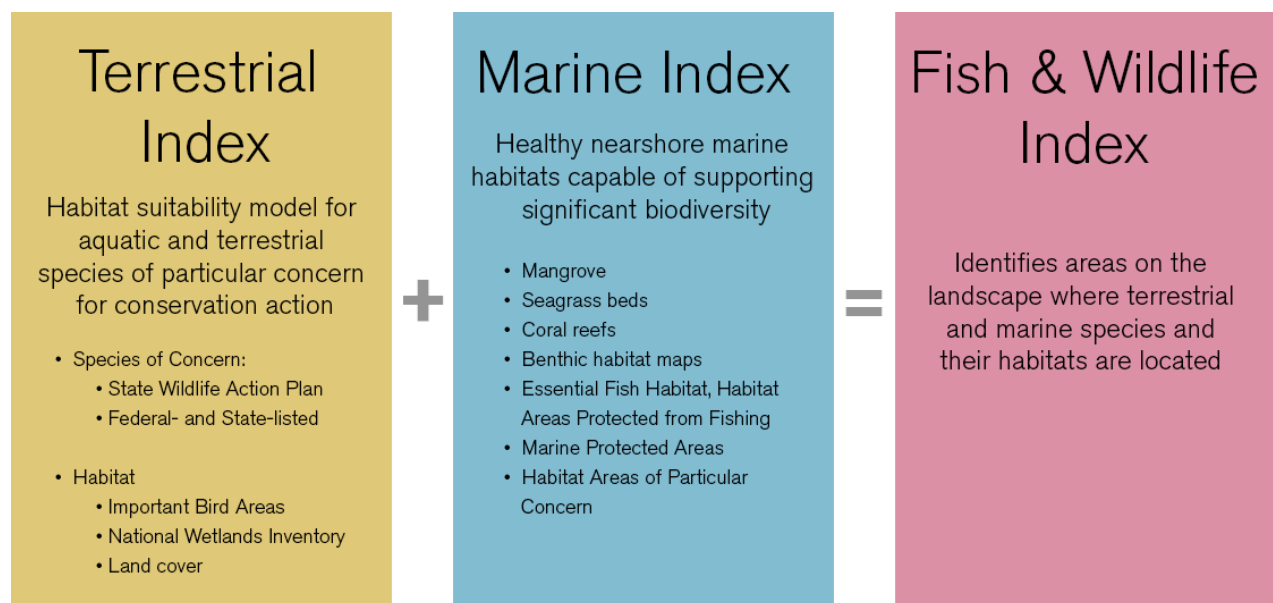 Terrestrial
Index
Habitat suitability model for
aquatic and terrestrial
species of particular concern
for conservation action
• Species of Concern:
• State Wildlife Action Plan
• Federal- and State-listed
• Habitat
• Important Bird Areas
• National Wetlands Inventory
• Land cover
+
Marine Index
Healthy nearshore marine
habitats capable of supporting
significant biodiversity
• Mangrove
• Seagrass beds
• Coral reefs
• Benthic habitat maps
• Essential Fish Habitat, Habitat
Areas Protected from Fishing
• Marine Protected Areas
• Habitat Areas of Particular
Concern
=
Fish & Wildlife
Index
Identifies areas on the
landscape where terrestrial
and marine species and
their habitats are located